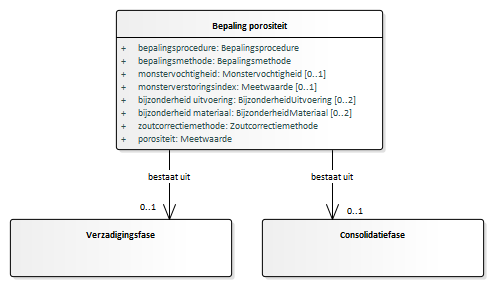 Bepaling porositeit
+ bepalingsprocedure: Bepalingsprocedure
+ bepalingsmethode: Bepalingsmethode
+ monstervochtigheid: Monstervochtigheid [0..1]
+ monsterverstoringsindex: Meetwaarde [0..1]
+ bijzonderheid uitvoering: BijzonderheidUitvoering [0..2]
+ bijzonderheid materiaal: BijzonderheidMateriaal [0..2]
+ zoutcorrectiemethode: Zoutcorrectiemethode
+ porositeit: Meetwaarde
bestaat uit
bestaat uit
0..1
0..1
Verzadigingsfase
Consolidatiefase